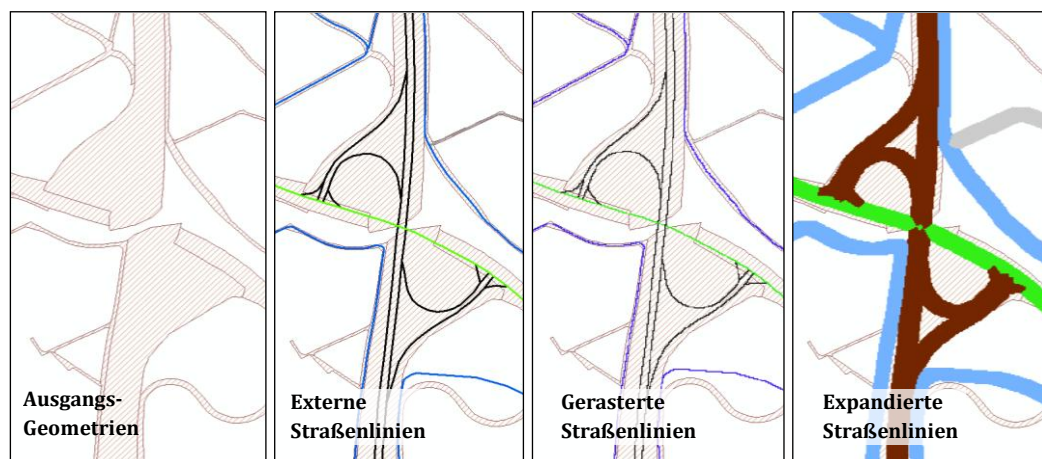 Ausgangs-
Geometrien
Externe
Straßenlinien
Gerasterte
Straßenlinien
Expandierte
Straßenlinien